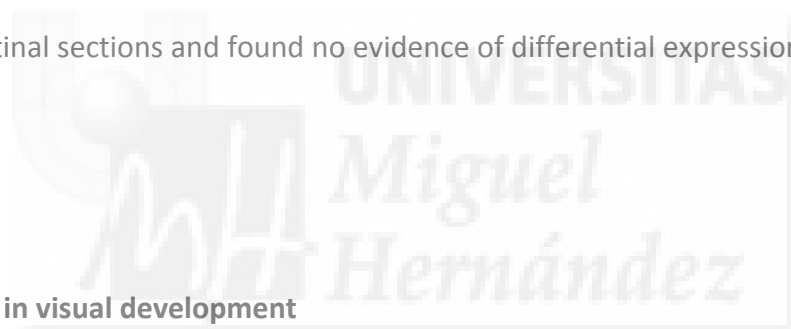 tinal sections and found no evidence of differential expression
UNIVERSITAS
Miguel
Hernández
in visual development